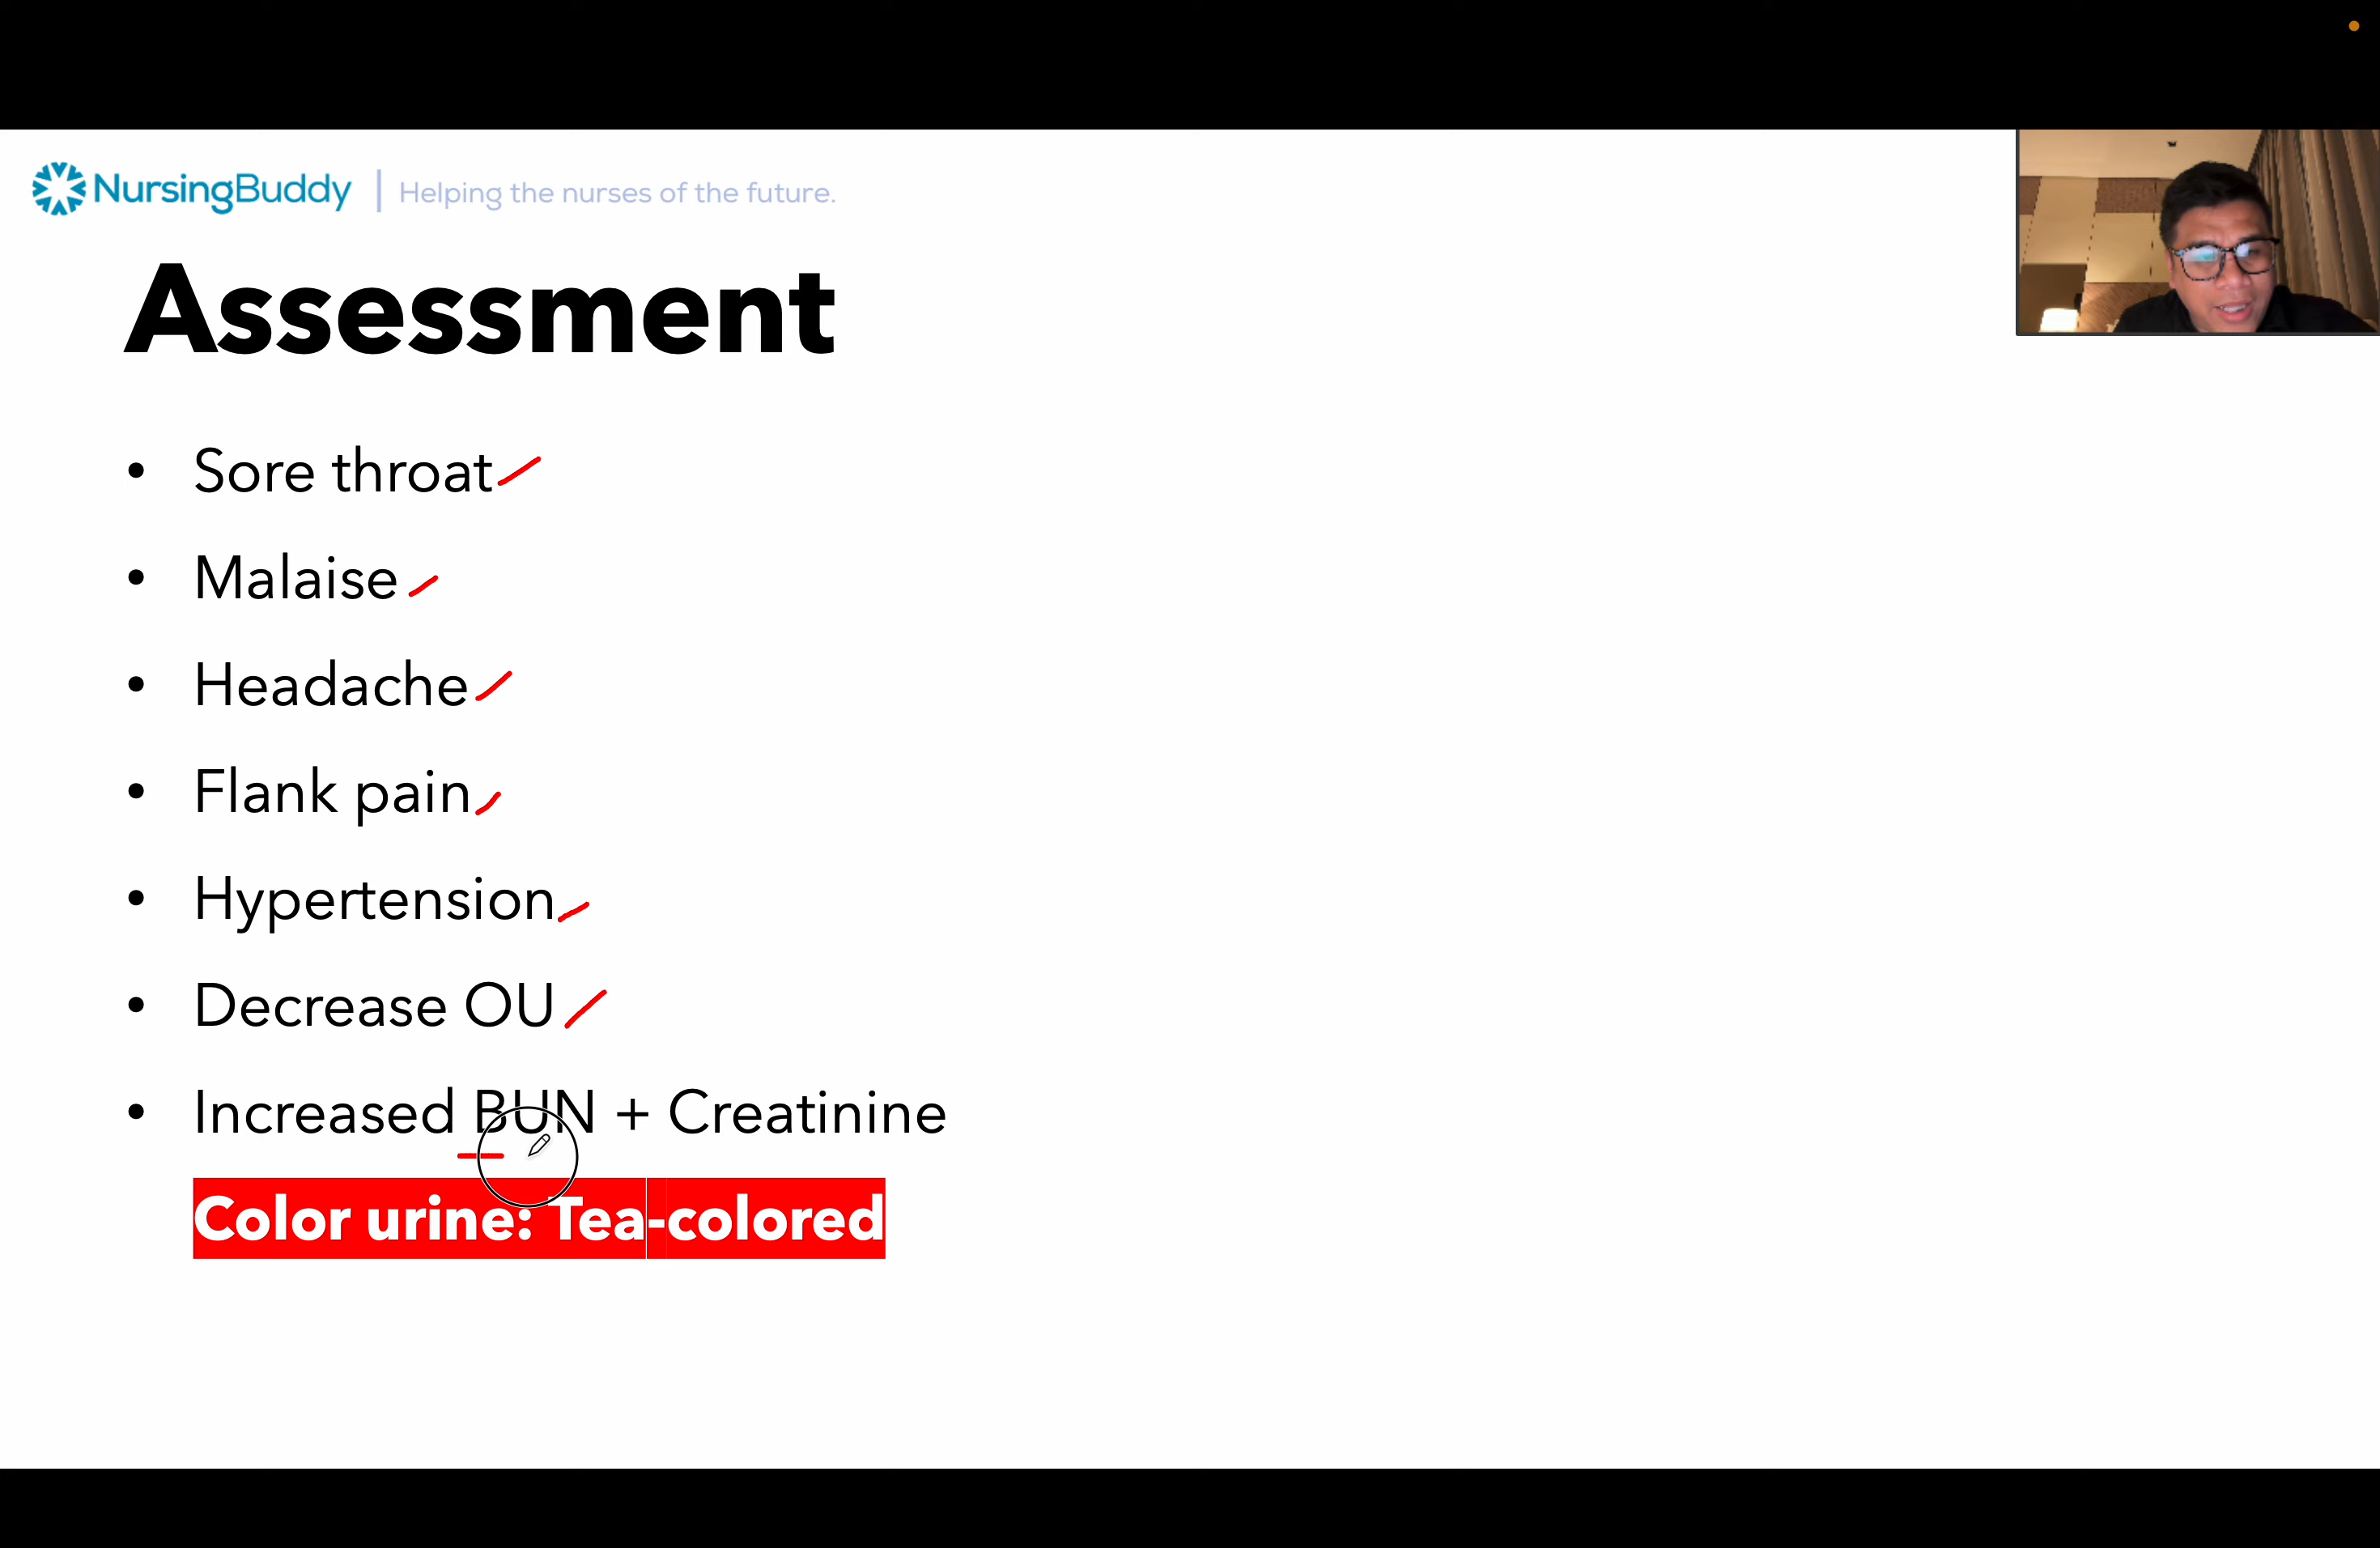 NursingBuddy | Helping the nurses of the future.
Assessment
• Sore throat
• Malaise
• Headache
• Flank pain
• Hypertension
• Decrease OU
• Increased BUN + Creatinine
Color urine: Tea-colored